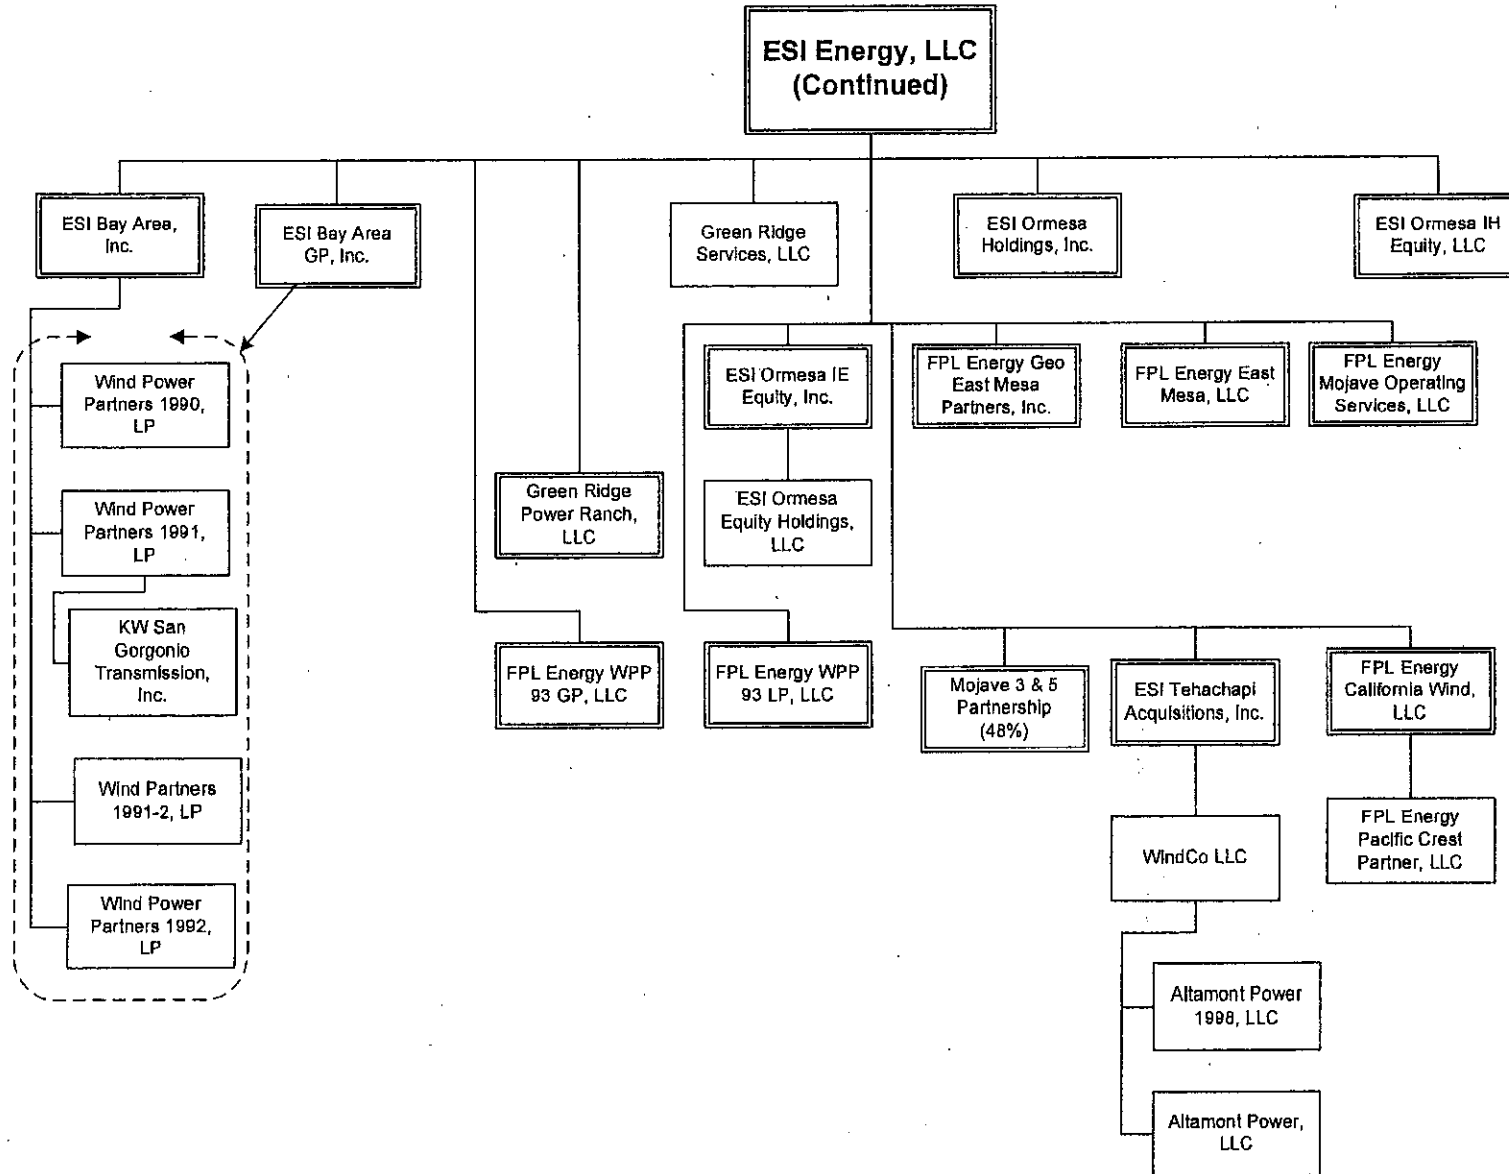 ESI Energy, LLC
(Continued)
ESI Bay Area,
Inc.
ESI Bay Area
GP, Inc.
Green Ridge
Services, LLC
ESI Ormesa
Holdings, Inc.
ESI Ormesa IH
Equity, LLC
Wind Power
Partners 1990,
LP
ESI Ormesa IE
Equity, Inc.
FPL Energy Geo
East Mesa
Partners, Inc.
FPL Energy East
Mesa, LLC
FPL Energy
Mojave Operating
Services, LLC
Wind Power
Partners 1991,
LP
Green Ridge
Power Ranch,
LLC
ESI Ormesa
Equity Holdings,
LLC
KW San
Gorgonio
Transmission,
Inc.
FPL Energy WPP
93 GP, LLC
FPL Energy WPP
93 LP, LLC
Mojave 3 & 5
Partnership
(48%)
ESI Tehachapi
Acquisitions, Inc.
FPL Energy
California Wind,
LLC
Wind Partners
1991-2, LP
WindCo LLC
FPL Energy
Pacific Crest
Partner, LLC
Wind Power
Partners 1992,
LP
Altamont Power
1998, LLC
Altamont Power,
LLC